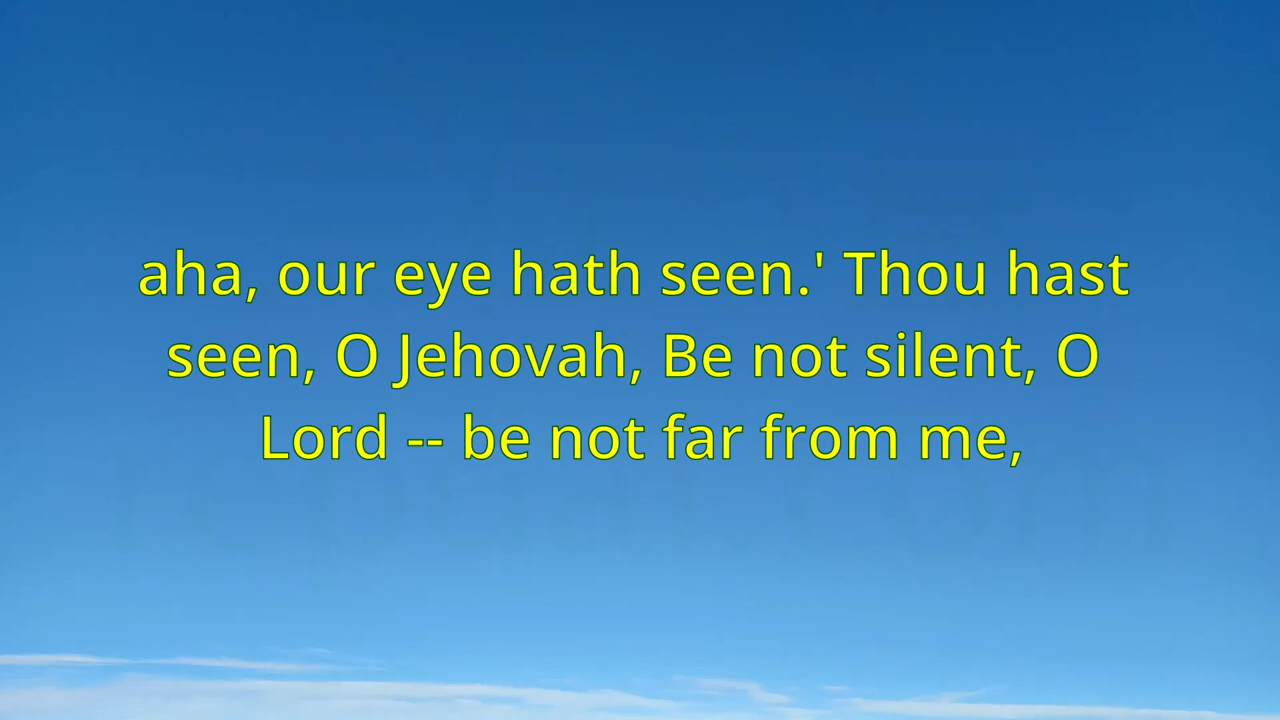 aha, our eye hath seen.' Thou hast
seen, O Jehovah, Be not silent, O
Lord -- be not far from me,